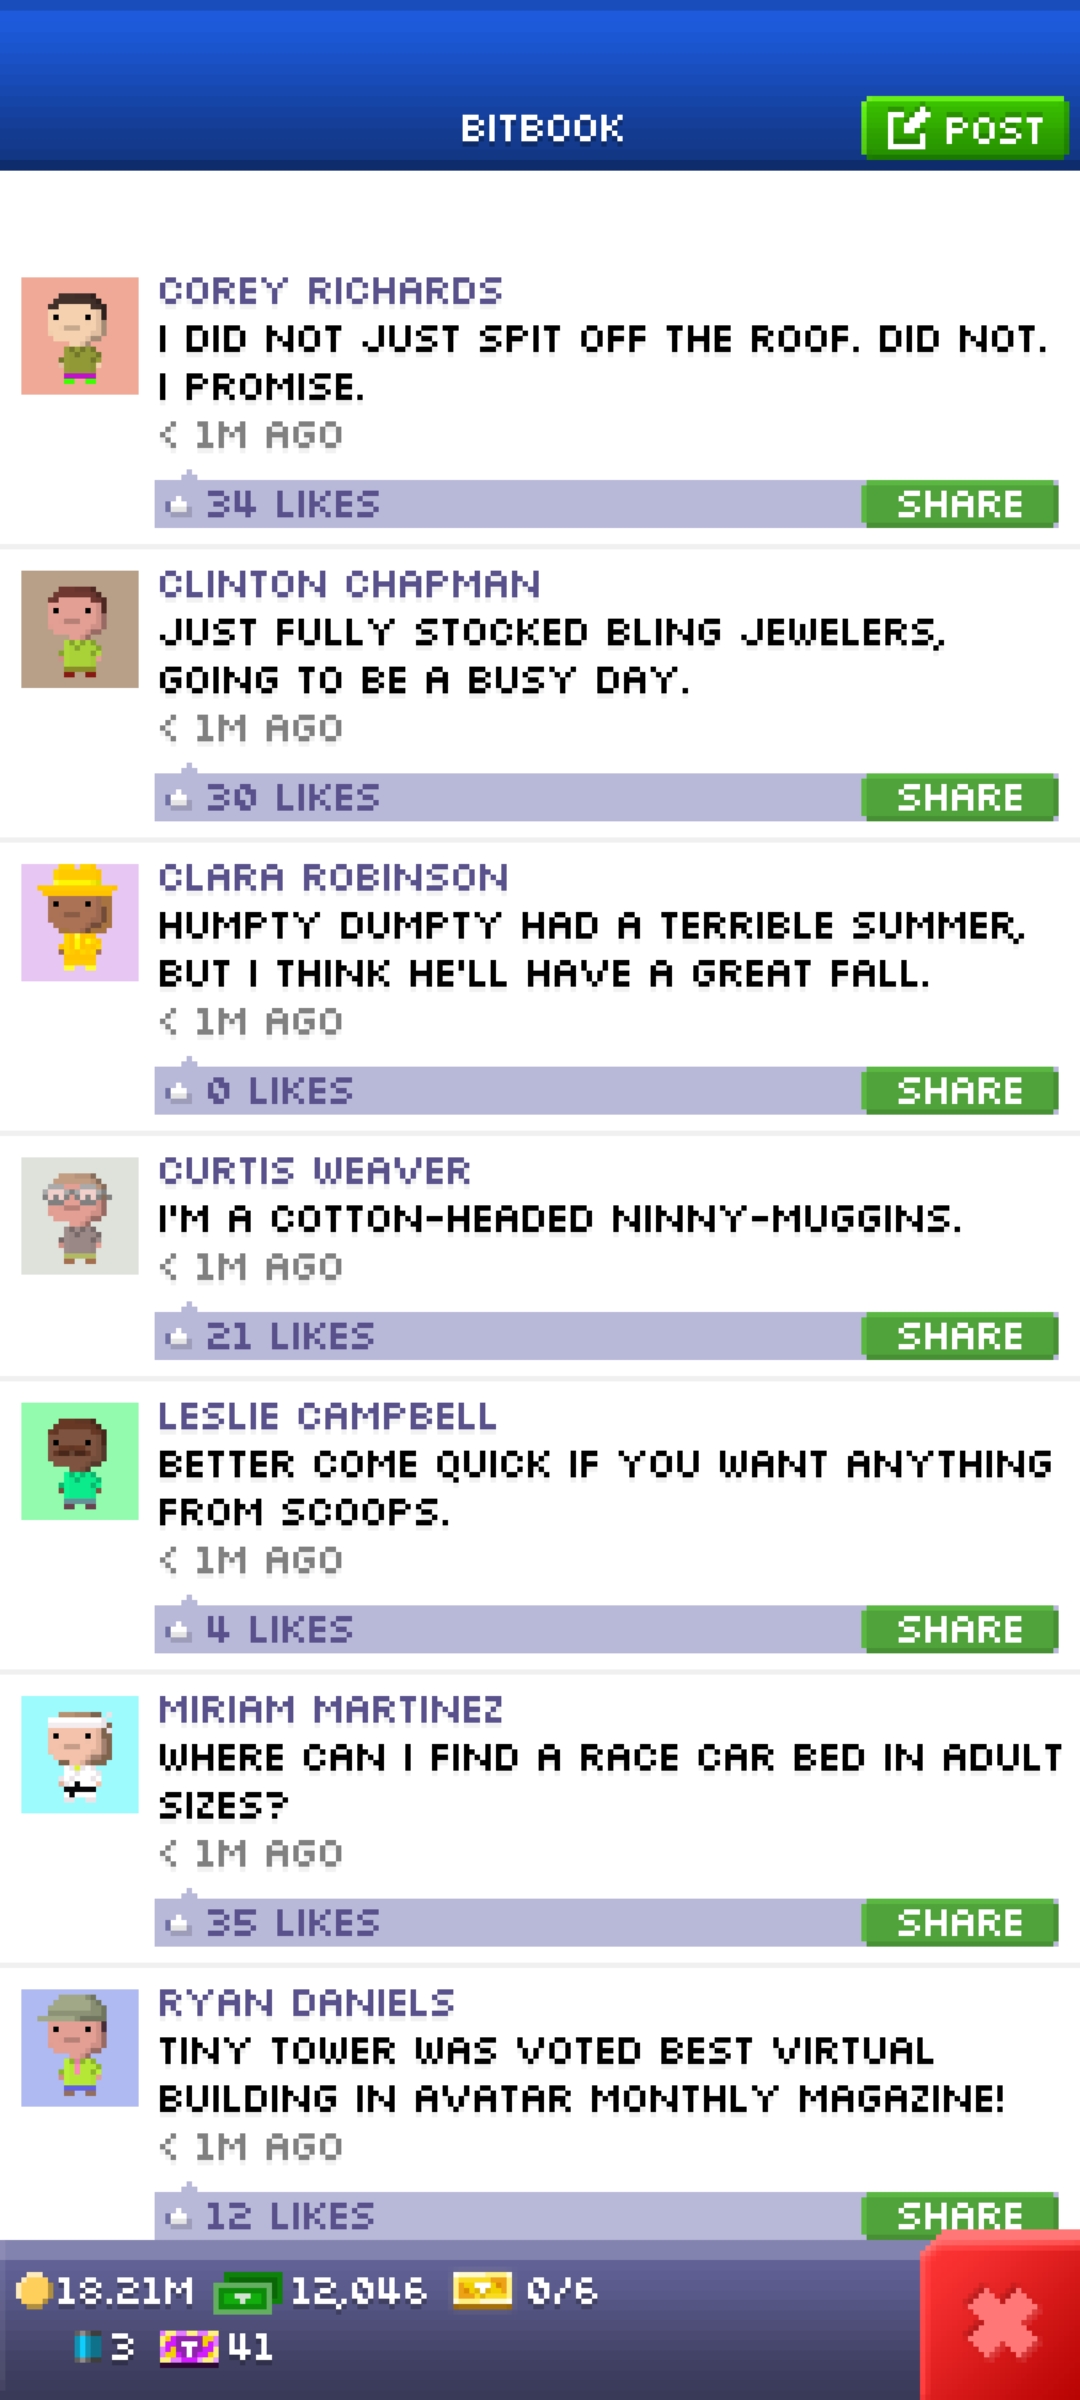 BITBOOK
POST
COREY RICHARDS
I DID NOT JUST SPIT OFF THE ROOF. DID NOT.
I PROMISE.
< 1M AGO
34 LIKES
SHARE
CLINTON CHAPMAN
JUST FULLY STOCKED BLING JEWELERS,
GOING TO BE A BUSY DAY.
< 1M AGO
30 LIKES
SHARE
CLARA ROBINSON
HUMPTY DUMPTY HAD A TERRIBLE SUMMER,
BUT I THINK HE'LL HAVE A GREAT FALL.
< 1M AGO
0 LIKES
SHARE
CURTIS WEAVER
I'M A COTTON-HEADED NINNY-MUGGINS.
< 1M AGO
21 LIKES
SHARE
LESLIE CAMPBELL
BETTER COME QUICK IF YOU WANT ANYTHING
FROM SCOOPS.
< 1M AGO
4 LIKES
SHARE
MIRIAM MARTINEZ
WHERE CAN I FIND A RACE CAR BED IN ADULT
SIZES?
< 1M AGO
35 LIKES
SHARE
RYAN DANIELS
TINY TOWER WAS VOTED BEST VIRTUAL
BUILDING IN AVATAR MONTHLY MAGAZINE!
< 1M AGO
12 LIKES
SHARE
18.21M 12,046 0/6
3 41